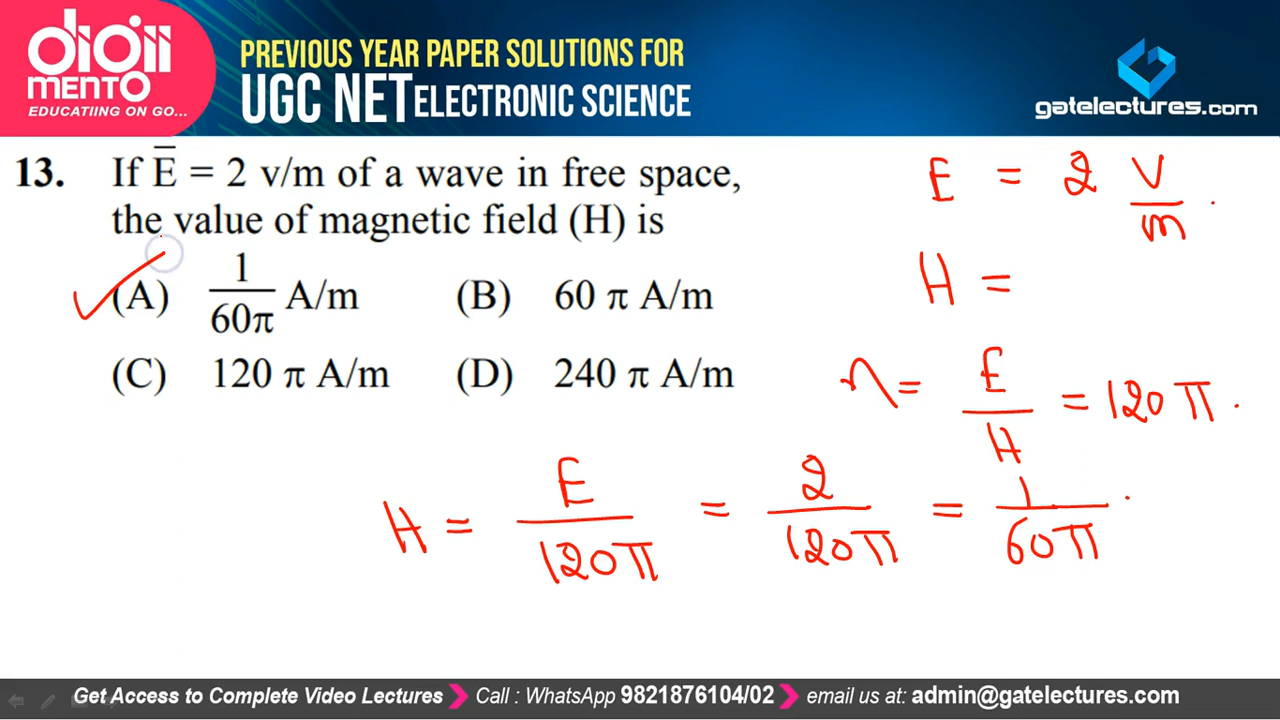 digii
mento
EDUCATIING ON GO...
PREVIOUS YEAR PAPER SOLUTIONS FOR
UGC NET ELECTRONIC SCIENCE
gatelectures.com
13. If E̅ = 2 v/m of a wave in free space,
the value of magnetic field (H) is
(A) 1/60π A/m (B) 60 π A/m
(C) 120 π A/m (D) 240 π A/m
E = 2 V/m.
H =
η = E/H = 120π.
H = E/120π = 2/120π = 1/60π.
Get Access to Complete Video Lectures Call : WhatsApp 9821876104/02 email us at: admin@gatelectures.com